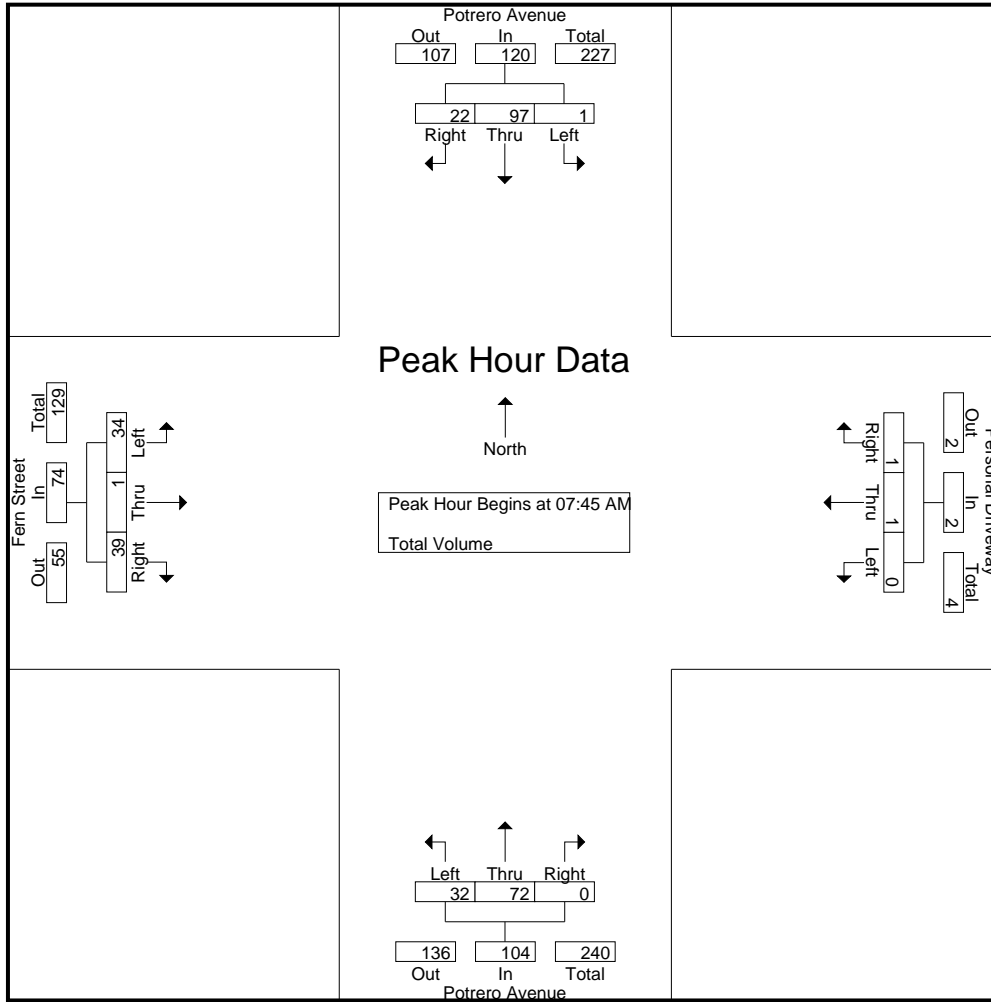 Potrero Avenue
Out In Total
107 120 227
22 97 1
Right Thru Left
Peak Hour Data
North
Peak Hour Begins at 07:45 AM
Total Volume
Fern Street
Out In Total
55 74 129
39 1 34
Right Thru Left
Personal Driveway
Out In Total
2 2 4
1 1 0
Right Thru Left
Left Thru Right
32 72 0
136 104 240
Out In Total
Potrero Avenue